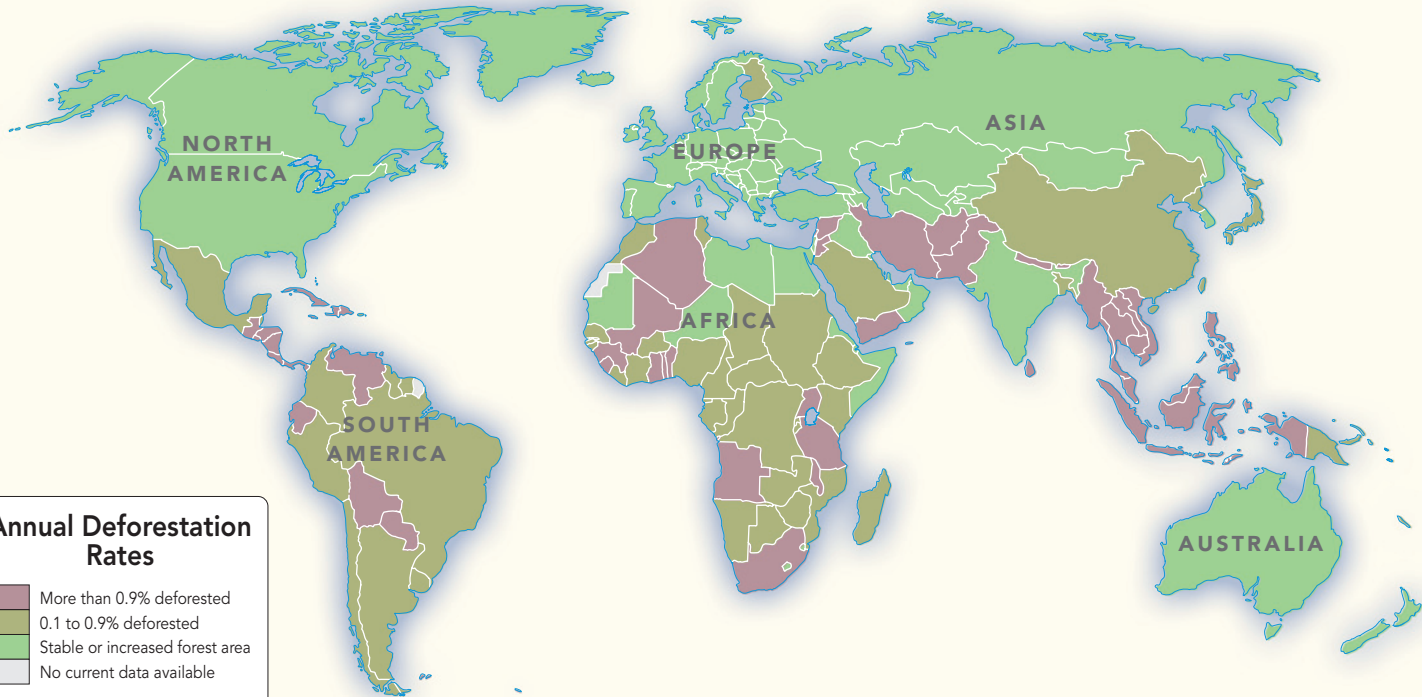 NORTH
AMERICA
EUROPE
ASIA
AFRICA
SOUTH
AMERICA
AUSTRALIA
Annual Deforestation
Rates
More than 0.9% deforested
0.1 to 0.9% deforested
Stable or increased forest area
No current data available